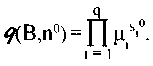 𝓆(B,n⁰) = ∏_{i = 1}^{q} μ_i^{s_i⁰}.